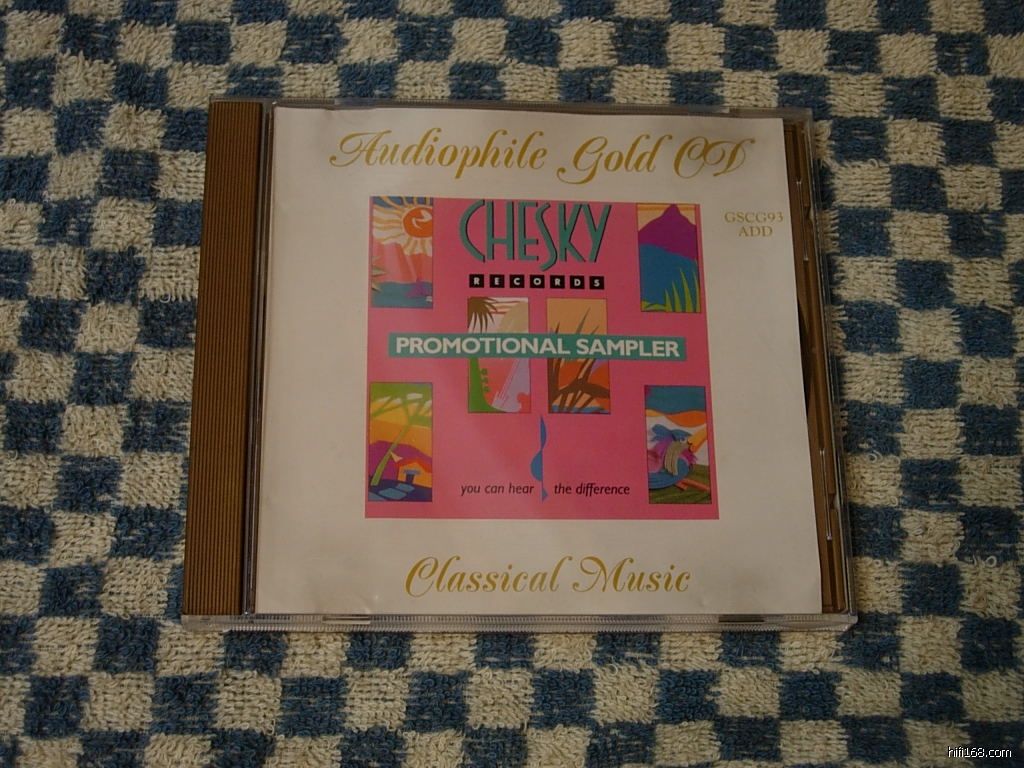 Audiophile Gold CD
GSCG93
ADD
CHESKY
RECORDS
PROMOTIONAL SAMPLER
you can hear the difference
Classical Music
hifi168.com